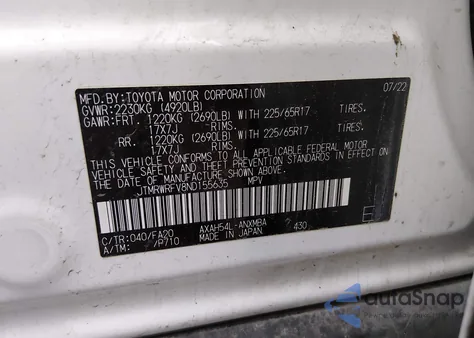 MFD.BY:TOYOTA MOTOR CORPORATION 07/22
GVWR:2230KG (4920LB)
GAWR:FRT. 1220KG (2690LB) WITH 225/65R17 TIRES.
17X7J RIMS.
RR. 1220KG (2690LB) WITH 225/65R17 TIRES.
17X7J RIMS.
THIS VEHICLE CONFORMS TO ALL APPLICABLE FEDERAL MOTOR
VEHICLE SAFETY AND THEFT PREVENTION STANDARDS IN EFFECT ON
THE DATE OF MANUFACTURE SHOWN ABOVE.
JTMRWRFV8ND155635 MPV
C/TR:040/FA20 AXAH54L-ANXMBA 430
A/TM: /P710 MADE IN JAPAN.
AutoSnap